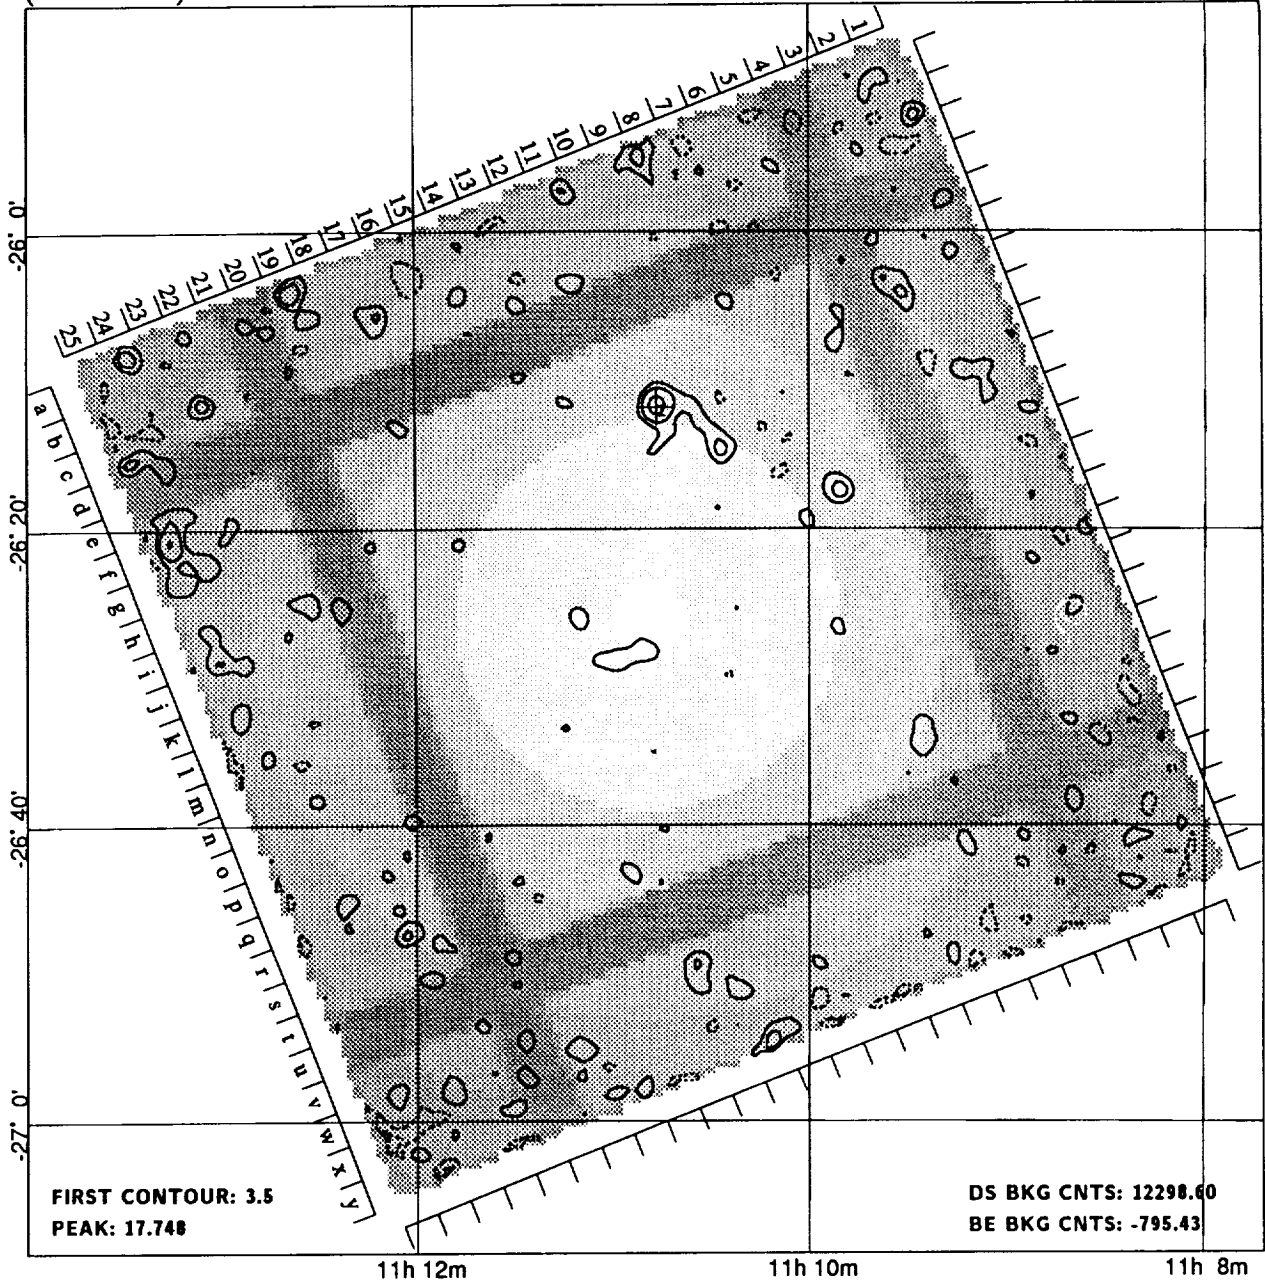 1 2 3 4 5 6 7 8 9 10 11 12 13 14 15 16 17 18 19 20 21 22 23 24 25
a b c d e f g h i j k l m n o p q r s t u v w x y
-26° 0'
-26° 20'
-26° 40'
-27° 0'
FIRST CONTOUR: 3.5
PEAK: 17.748
DS BKG CNTS: 12298.60
BE BKG CNTS: -795.43
11h 12m 11h 10m 11h 8m